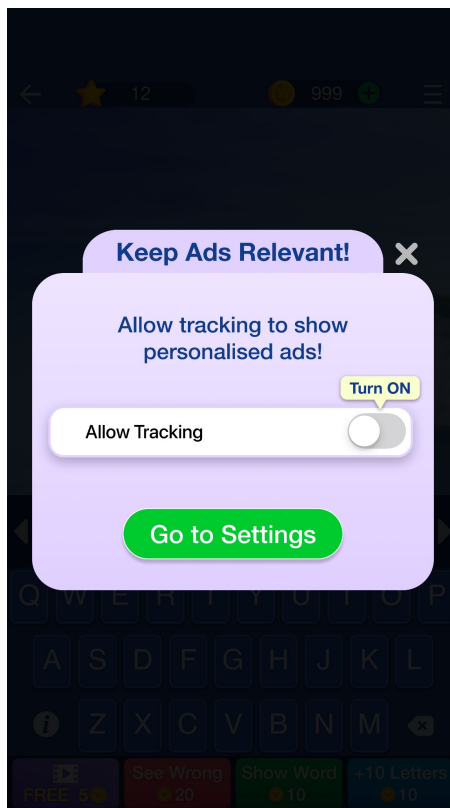 12
999
Keep Ads Relevant!
Allow tracking to show
personalised ads!
Turn ON
Allow Tracking
Go to Settings
Q W E R T Y U I O P
A S D F G H J K L
i Z X C V B N M
See Wrong Show Word +10 Letters
FREE 5 20 10 10